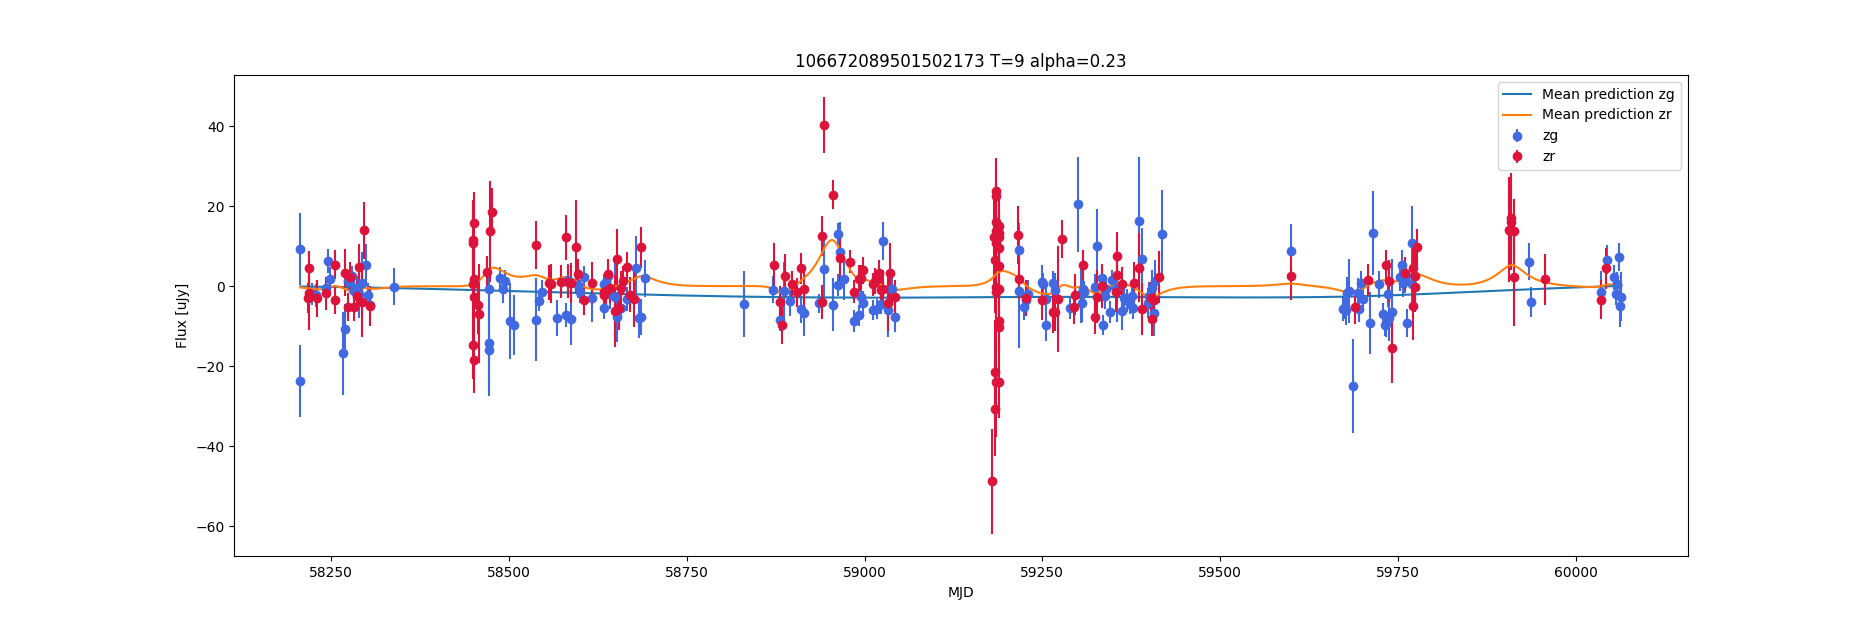 106672089501502173 T=9 alpha=0.23
Mean prediction zg
Mean prediction zr
zg
zr
Flux [uJy]
40
20
0
−20
−40
−60
58250
58500
58750
59000
59250
59500
59750
60000
MJD